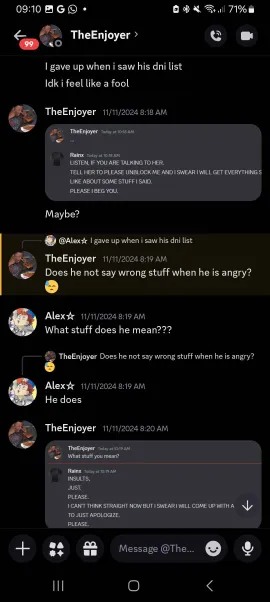 09:10
71%
99
TheEnjoyer
I gave up when i saw his dni list
Idk i feel like a fool
TheEnjoyer 11/11/2024 8:18 AM
TheEnjoyer
Rainx
LISTEN, IF YOU ARE TALKING TO HER.
TELL HER TO PLEASE UNBLOCK ME AND I SWEAR I WILL GET EVERYTHING S
LIKE ABOUT SOME STUFF I SAID.
PLEASE I BEG YOU.
Maybe?
@Alex☆ I gave up when i saw his dni list
TheEnjoyer 11/11/2024 8:19 AM
Does he not say wrong stuff when he is angry?
Alex☆ 11/11/2024 8:19 AM
What stuff does he mean???
TheEnjoyer Does he not say wrong stuff when he is angry?
Alex☆ 11/11/2024 8:19 AM
He does
TheEnjoyer 11/11/2024 8:20 AM
TheEnjoyer
What stuff you mean?
Rainx
INSULTS,
JUST,
PLEASE.
I CAN'T THINK STRAIGHT NOW BUT I SWEAR I WILL COME UP WITH A
TO JUST APOLOGIZE.
PLEASE.
Message @The...